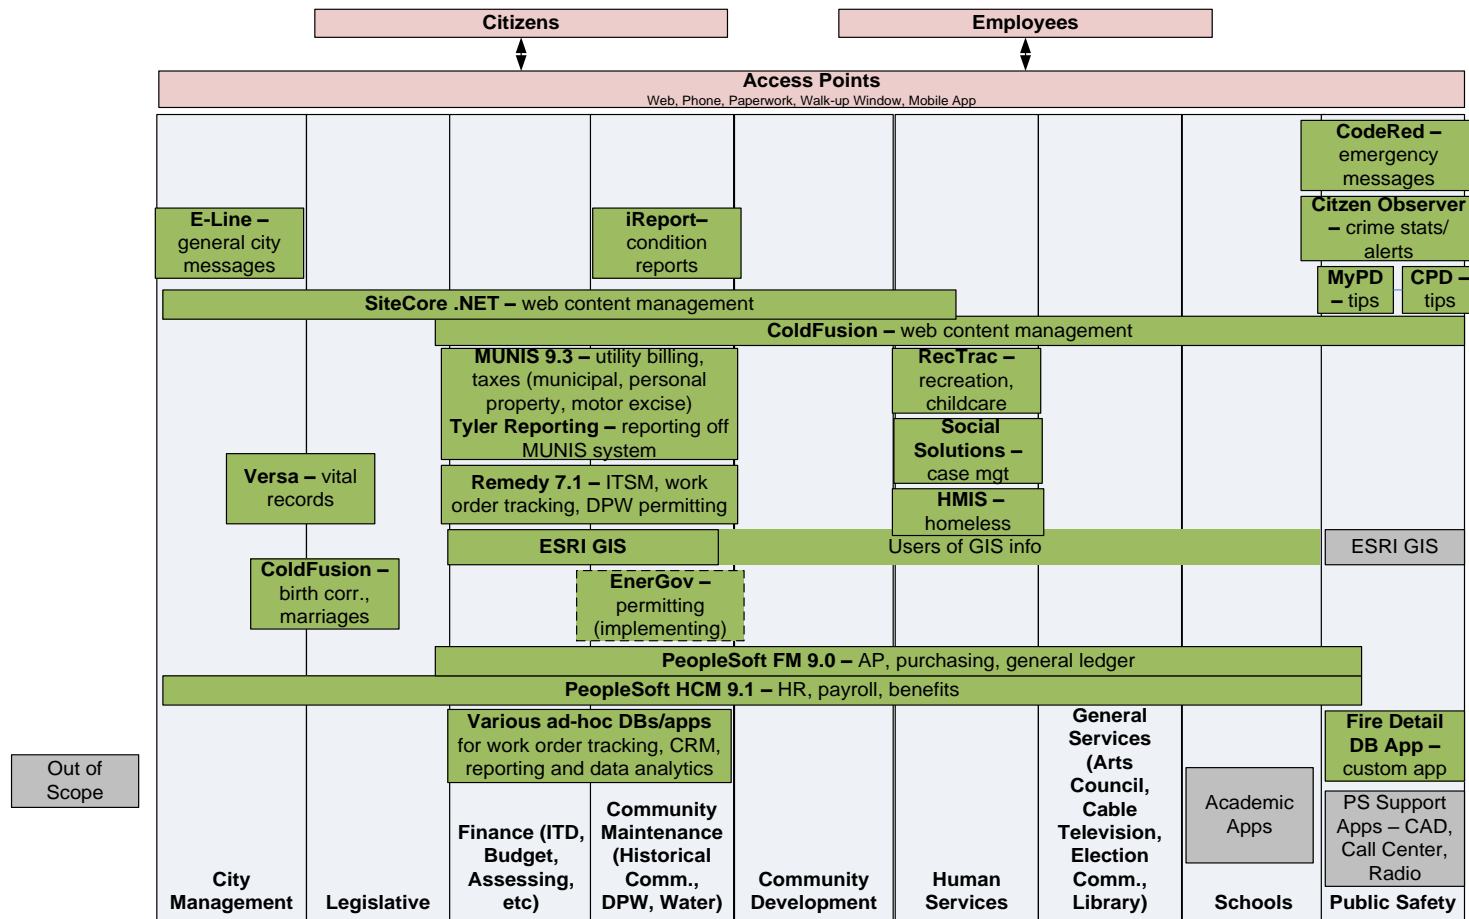 Citizens
Employees
Access Points
Web, Phone, Paperwork, Walk-up Window, Mobile App
CodeRed –
emergency
messages
E-Line –
general city
messages
iReport–
condition
reports
Citzen Observer
– crime stats/
alerts
MyPD
– tips
CPD –
tips
SiteCore .NET – web content management
ColdFusion – web content management
MUNIS 9.3 – utility billing,
taxes (municipal, personal
property, motor excise)
Tyler Reporting – reporting off
MUNIS system
RecTrac –
recreation,
childcare
Social
Solutions –
case mgt
Versa – vital
records
Remedy 7.1 – ITSM, work
order tracking, DPW permitting
HMIS –
homeless
ESRI GIS
Users of GIS info
ESRI GIS
ColdFusion –
birth corr.,
marriages
EnerGov –
permitting
(implementing)
PeopleSoft FM 9.0 – AP, purchasing, general ledger
PeopleSoft HCM 9.1 – HR, payroll, benefits
Various ad-hoc DBs/apps
for work order tracking, CRM,
reporting and data analytics
Fire Detail
DB App –
custom app
Out of
Scope
Academic
Apps
PS Support
Apps – CAD,
Call Center,
Radio
City
Management
Legislative
Finance (ITD,
Budget,
Assessing,
etc)
Community
Maintenance
(Historical
Comm.,
DPW, Water)
Community
Development
Human
Services
General
Services
(Arts
Council,
Cable
Television,
Election
Comm.,
Library)
Schools
Public Safety